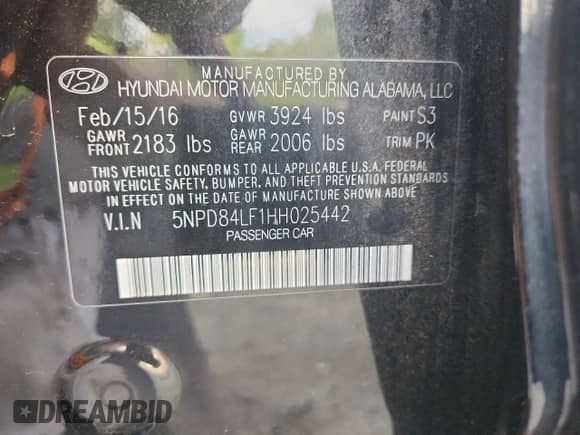 MANUFACTURED BY
HYUNDAI MOTOR MANUFACTURING ALABAMA, LLC
Feb/15/16 GVWR 3924 lbs PAINT S3
GAWR FRONT 2183 lbs GAWR REAR 2006 lbs TRIM PK
THIS VEHICLE CONFORMS TO ALL APPLICABLE U.S.A. FEDERAL
MOTOR VEHICLE SAFETY, BUMPER, AND THEFT PREVENTION STANDARDS
IN EFFECT ON THE DATE OF MANUFACTURE SHOWN ABOVE
V.I.N 5NPD84LF1HH025442
PASSENGER CAR
DREAMBID